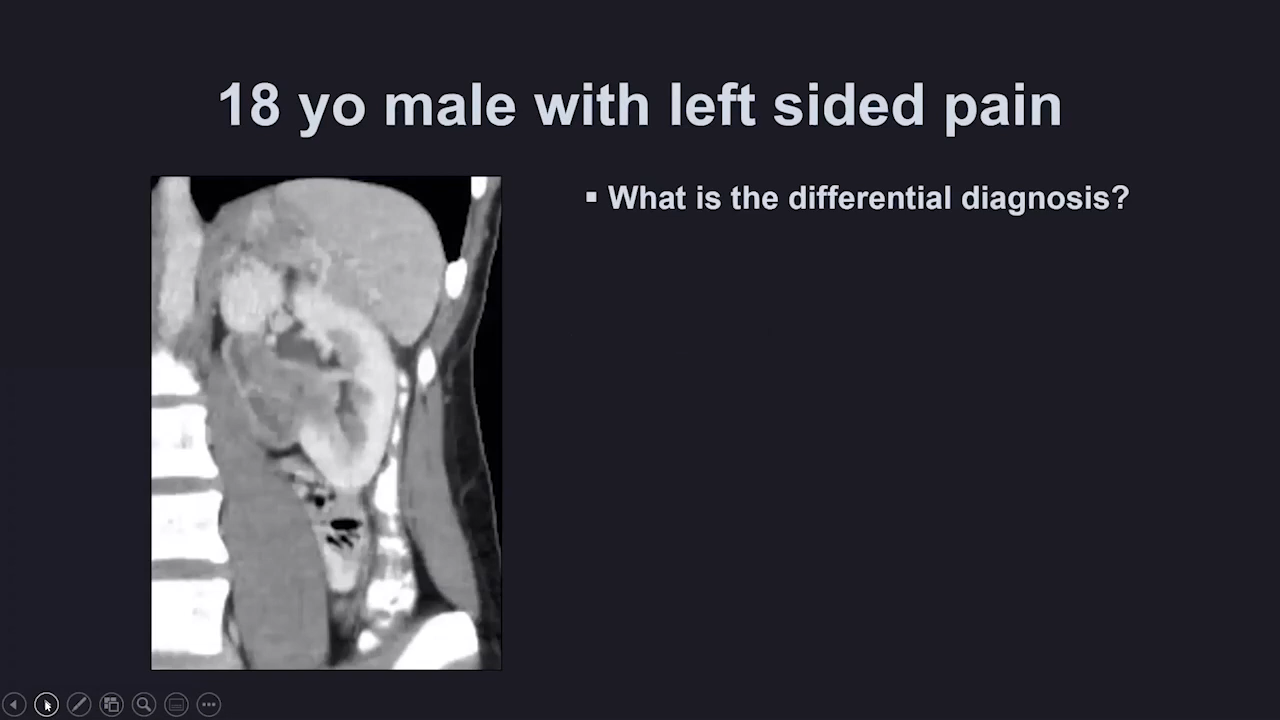 18 yo male with left sided pain
▪ What is the differential diagnosis?